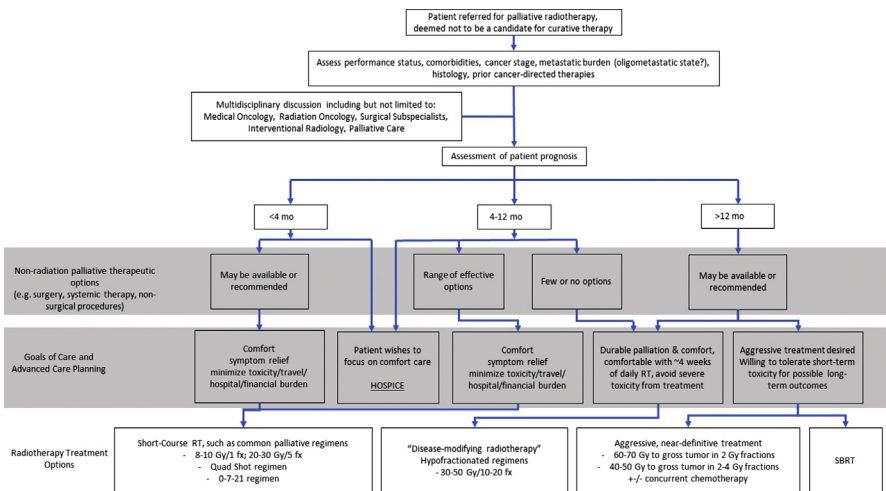 Patient referred for palliative radiotherapy,
deemed not to be a candidate for curative therapy
Assess performance status, comorbidities, cancer stage, metastatic burden (oligometastatic state?),
histology, prior cancer-directed therapies
Multidisciplinary discussion including but not limited to:
Medical Oncology, Radiation Oncology, Surgical Subspecialists,
Interventional Radiology, Palliative Care
Assessment of patient prognosis
<4 mo
4-12 mo
>12 mo
Non-radiation palliative therapeutic
options
(e.g. surgery, systemic therapy, non-
surgical procedures)
May be available or
recommended
Range of effective
options
Few or no options
May be available or
recommended
Goals of Care and
Advanced Care Planning
Comfort
symptom relief
minimize toxicity/travel/
hospital/financial burden
Patient wishes to
focus on comfort care
HOSPICE
Comfort
symptom relief
minimize toxicity/travel/
hospital/financial burden
Durable palliation & comfort,
comfortable with ~4 weeks
of daily RT, avoid severe
toxicity from treatment
Aggressive treatment desired
Willing to tolerate short-term
toxicity for possible long-
term outcomes
Radiotherapy Treatment
Options
Short-Course RT, such as common palliative regimens
- 8-10 Gy/1 fx; 20-30 Gy/5 fx
- Quad Shot regimen
- 0-7-21 regimen
"Disease-modifying radiotherapy"
Hypofractionated regimens
- 30-50 Gy/10-20 fx
Aggressive, near-definitive treatment
- 60-70 Gy to gross tumor in 2 Gy fractions
- 40-50 Gy to gross tumor in 2-4 Gy fractions
+-/- concurrent chemotherapy
SBRT